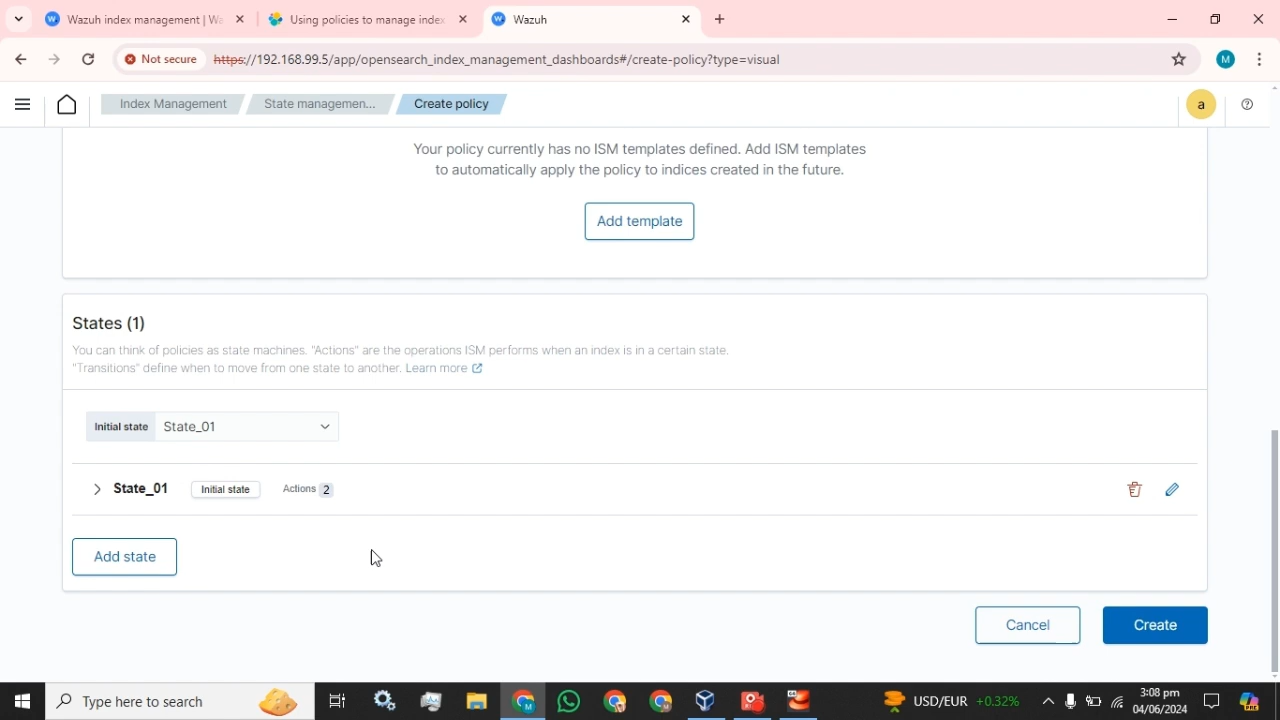 Wazuh index management | Wa
Using policies to manage index
Wazuh
Not secure
https://192.168.99.5/app/opensearch_index_management_dashboards#/create-policy?type=visual
M
Index Management
State managemen...
Create policy
a
Your policy currently has no ISM templates defined. Add ISM templates
to automatically apply the policy to indices created in the future.
Add template
States (1)
You can think of policies as state machines. "Actions" are the operations ISM performs when an index is in a certain state.
"Transitions" define when to move from one state to another. Learn more
Initial state State_01
State_01 Initial state Actions 2
Add state
Cancel
Create
Type here to search
USD/EUR +0.32%
3:08 pm
04/06/2024